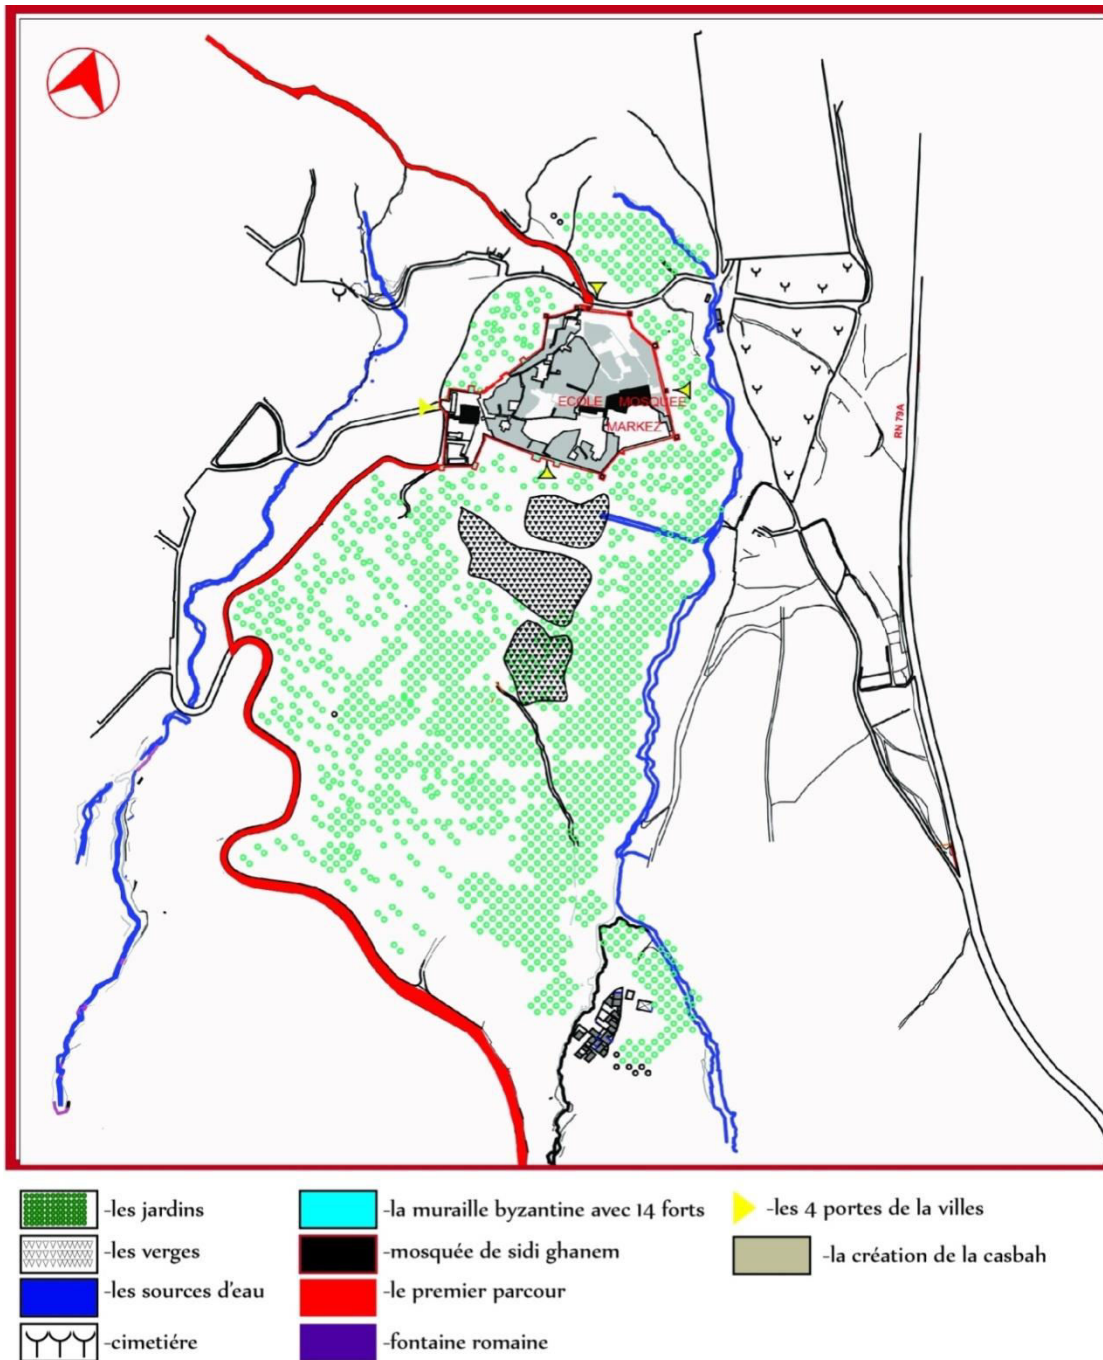 ECOLE MOSQUEE
MARKEZ
RN 79A
-les jardins
-les verges
-les sources d'eau
-cimetiére
-la muraille byzantine avec 14 forts
-mosquée de sidi ghanem
-le premier parcour
-fontaine romaine
-les 4 portes de la villes
-la création de la casbah